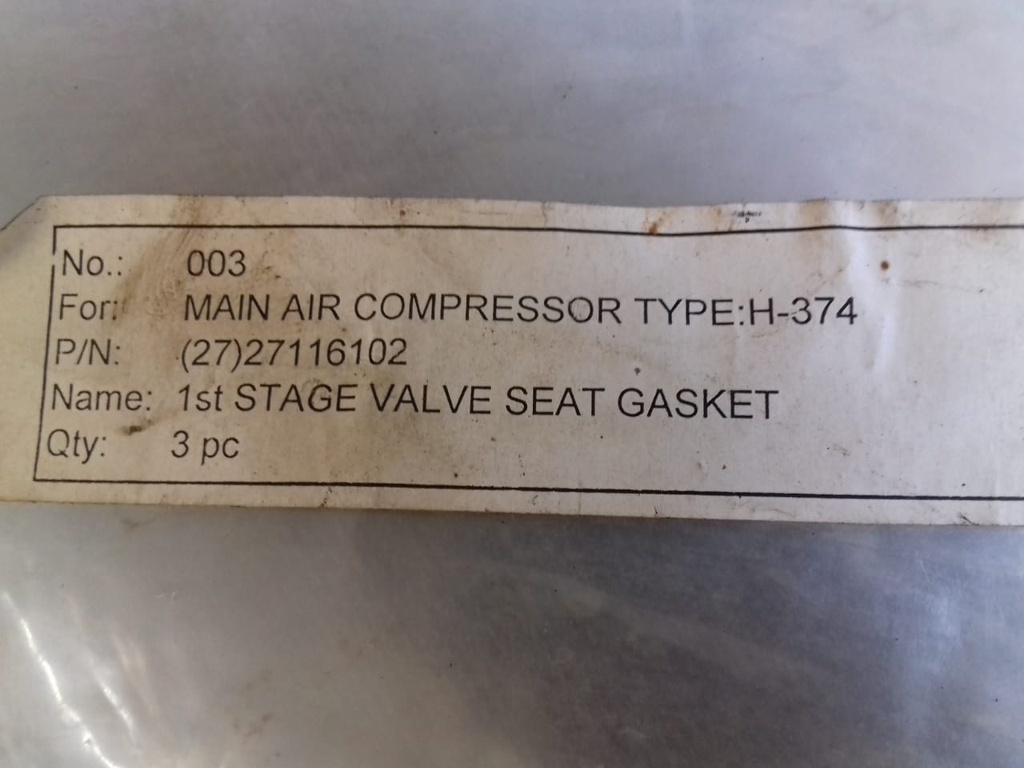 No.: 003
For: MAIN AIR COMPRESSOR TYPE:H-374
P/N: (27)27116102
Name: 1st STAGE VALVE SEAT GASKET
Qty: 3 pc